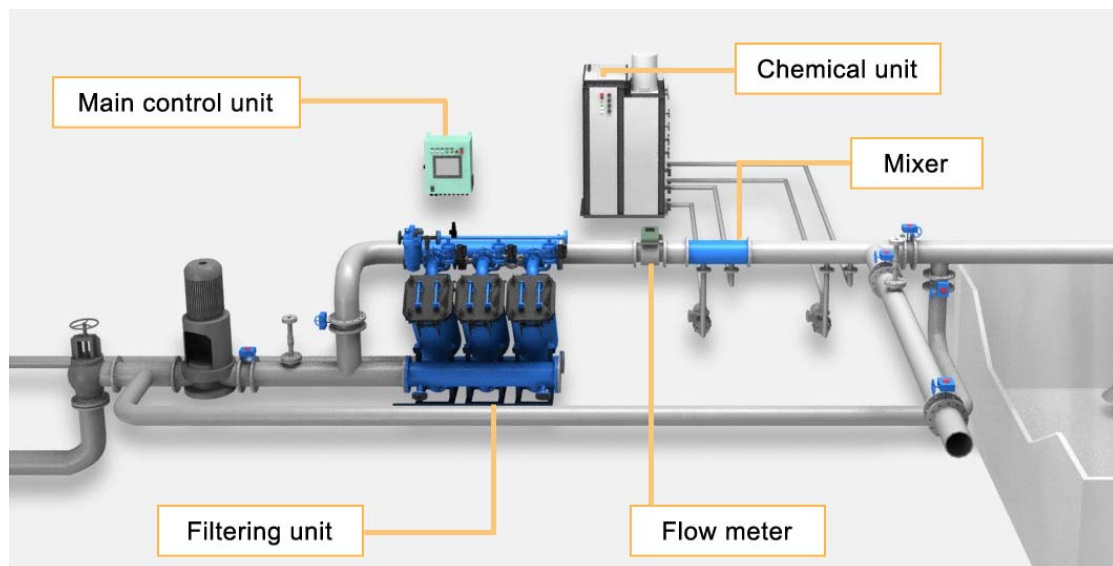 Chemical unit
Main control unit
Mixer
Filtering unit
Flow meter